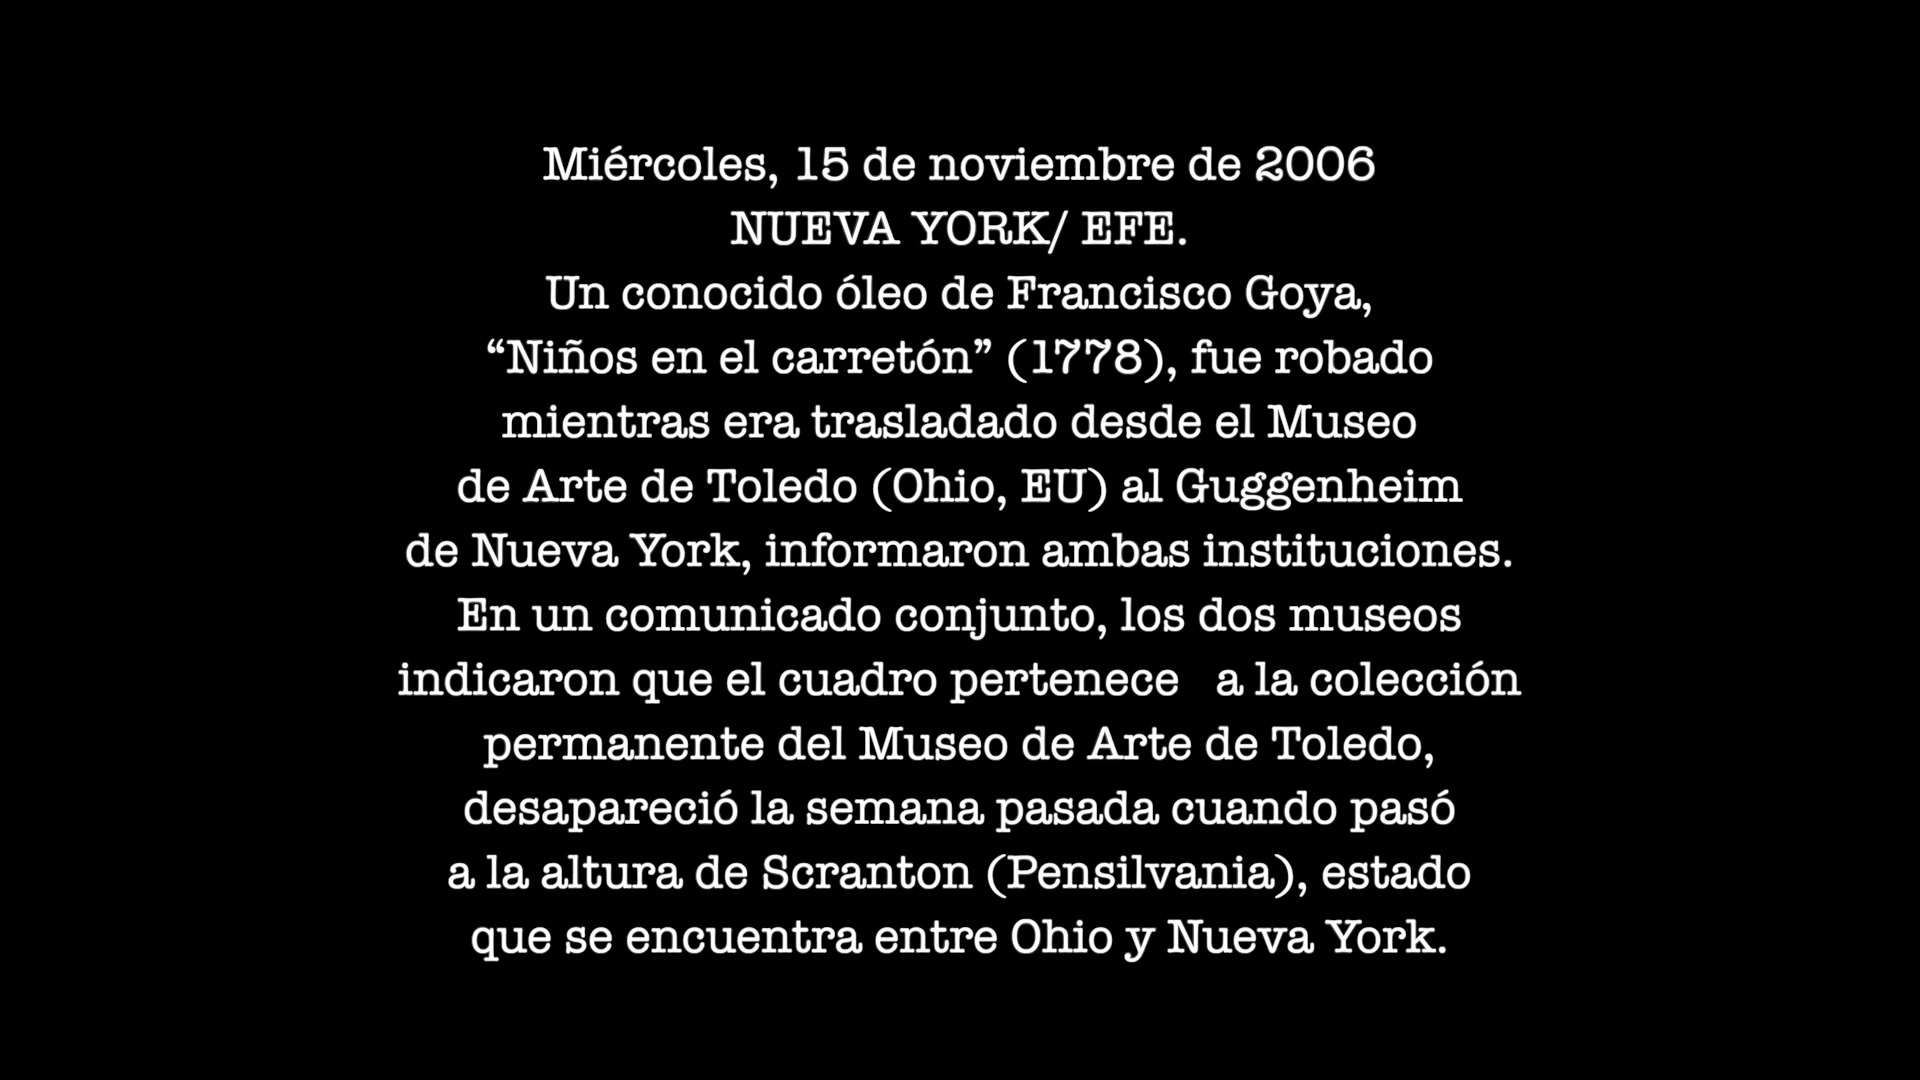 Miércoles, 15 de noviembre de 2006
NUEVA YORK/ EFE.
Un conocido óleo de Francisco Goya,
“Niños en el carretón” (1778), fue robado
mientras era trasladado desde el Museo
de Arte de Toledo (Ohio, EU) al Guggenheim
de Nueva York, informaron ambas instituciones.
En un comunicado conjunto, los dos museos
indicaron que el cuadro pertenece   a la colección
permanente del Museo de Arte de Toledo,
desapareció la semana pasada cuando pasó
a la altura de Scranton (Pensilvania), estado
que se encuentra entre Ohio y Nueva York.